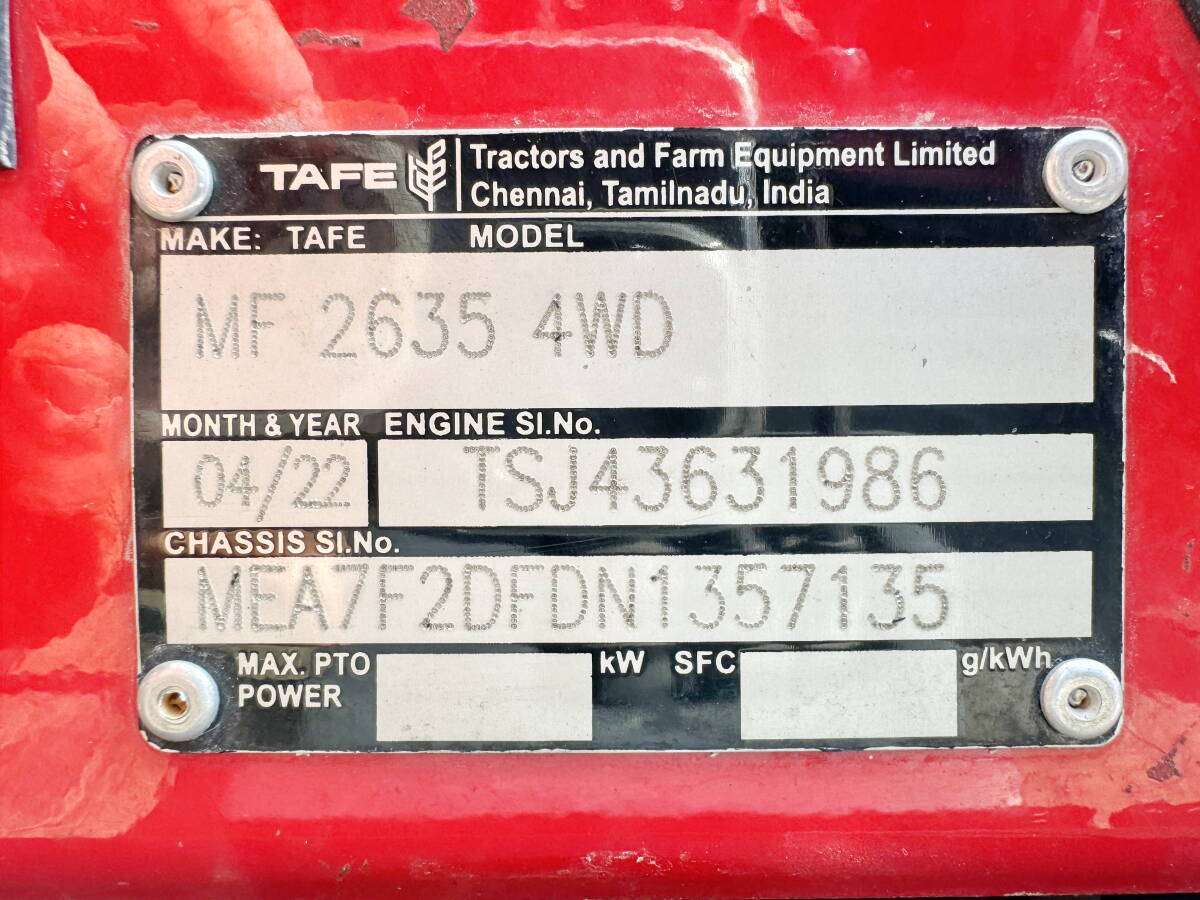 TAFE
Tractors and Farm Equipment Limited
Chennai, Tamilnadu, India
MAKE: TAFE MODEL
MF 2635 4WD
MONTH & YEAR ENGINE Sl.No.
04/22 TSJ43631986
CHASSIS Sl.No.
MEA7F2DFDN1357135
MAX. PTO kW SFC g/kWh
POWER